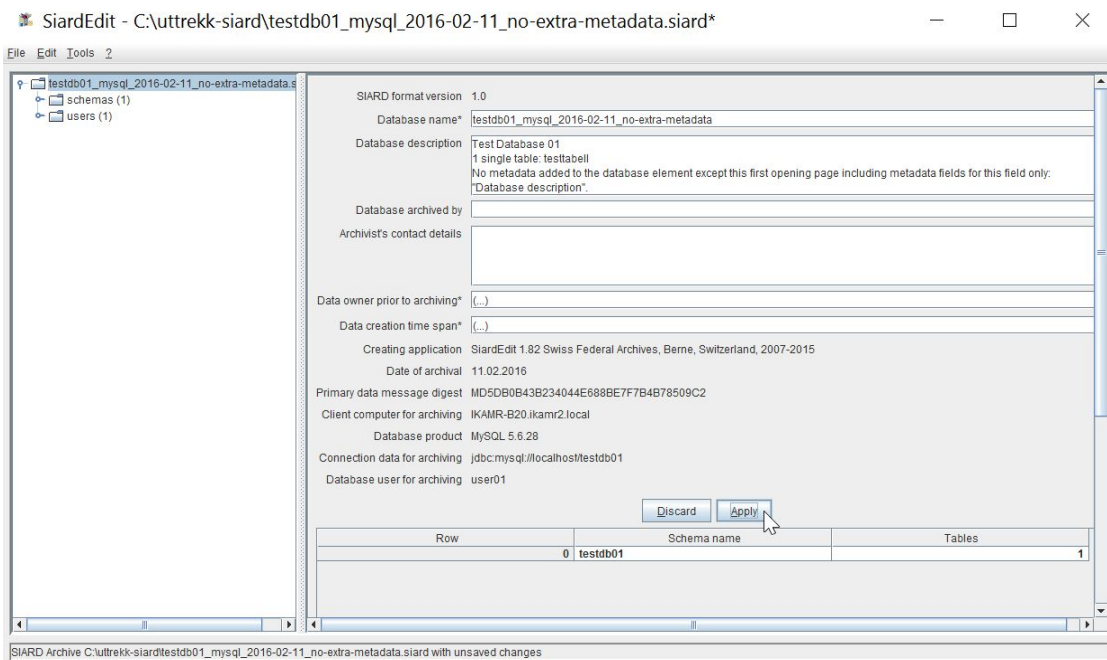 SiardEdit - C:\uttrekk-siard\testdb01_mysql_2016-02-11_no-extra-metadata.siard*
File Edit Tools ?
testdb01_mysql_2016-02-11_no-extra-metadata.s
schemas (1)
users (1)
SIARD format version 1.0
Database name* testdb01_mysql_2016-02-11_no-extra-metadata
Database description Test Database 01
1 single table: testtabell
No metadata added to the database element except this first opening page including metadata fields for this field only:
"Database description".
Database archived by
Archivist's contact details
Data owner prior to archiving* (...)
Data creation time span* (...)
Creating application SiardEdit 1.82 Swiss Federal Archives, Berne, Switzerland, 2007-2015
Date of archival 11.02.2016
Primary data message digest MD5DB0B43B234044E688BE7F7B4B78509C2
Client computer for archiving IKAMR-B20.ikamr2.local
Database product MySQL 5.6.28
Connection data for archiving jdbc:mysql://localhost/testdb01
Database user for archiving user01
Discard Apply
Row Schema name Tables
0 testdb01 1
SIARD Archive C:\uttrekk-siard\testdb01_mysql_2016-02-11_no-extra-metadata.siard with unsaved changes